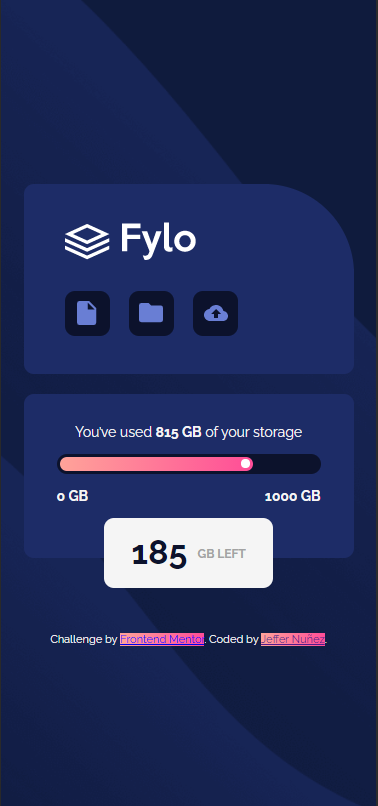 Fylo
You've used 815 GB of your storage
0 GB 1000 GB
185 GB LEFT
Challenge by Frontend Mentor. Coded by Jeffer Nuñez.